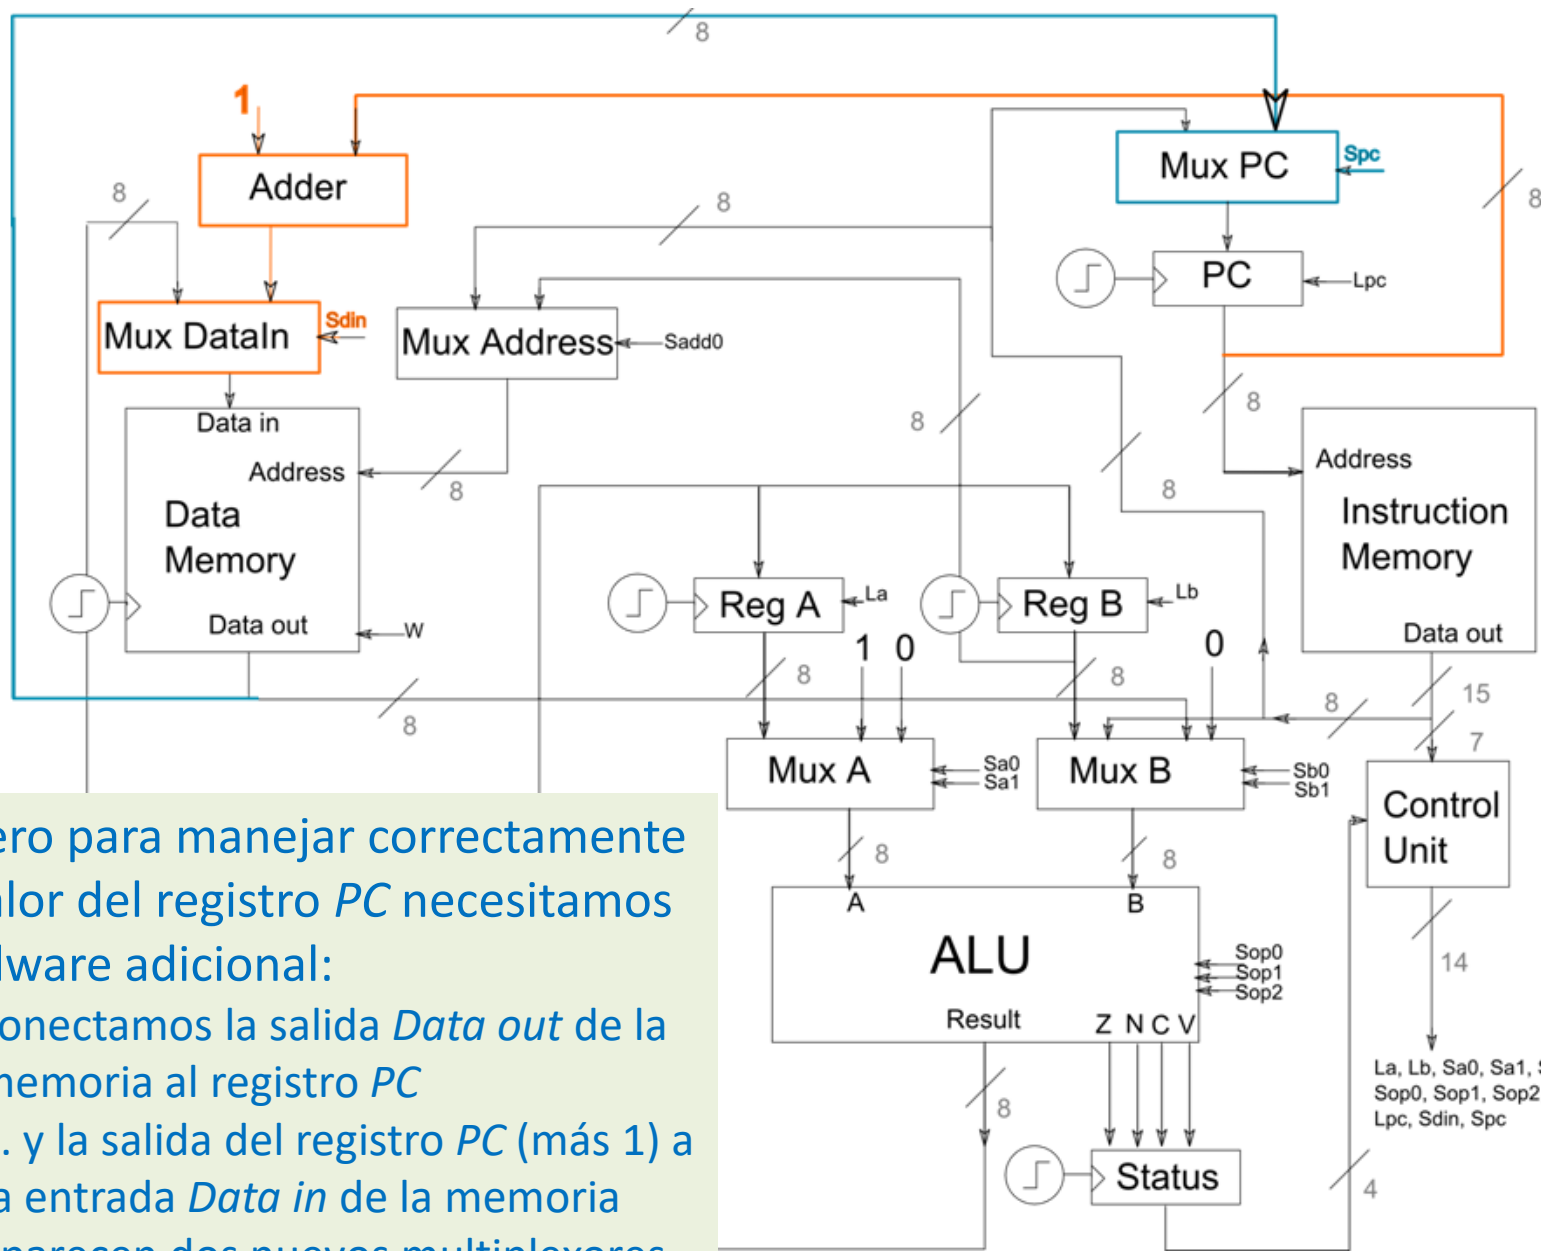 8
1
Adder
Mux PC
Spc
8
8
8
PC
Lpc
Mux DataIn
Sdin
Mux Address
Sadd0
8
8
Data in
Address
8
Data
Memory
Data out
W
8
Address
Instruction
Memory
Data out
Reg A
La
Reg B
Lb
1 0
0
8
8
8
8
15
7
Mux A
Sa0
Sa1
Mux B
Sb0
Sb1
Control
Unit
8
8
A
B
ALU
Sop0
Sop1
Sop2
Result
Z N C V
14
8
La, Lb, Sa0, Sa1,
Sop0, Sop1, Sop2
Lpc, Sdin, Spc
Status
4
para manejar correctamente
del registro PC necesitamos
adicional:
la salida Data out de la
al registro PC
. y la salida del registro PC (más 1) a
entrada Data in de la memoria
dos nuevos multiplexores